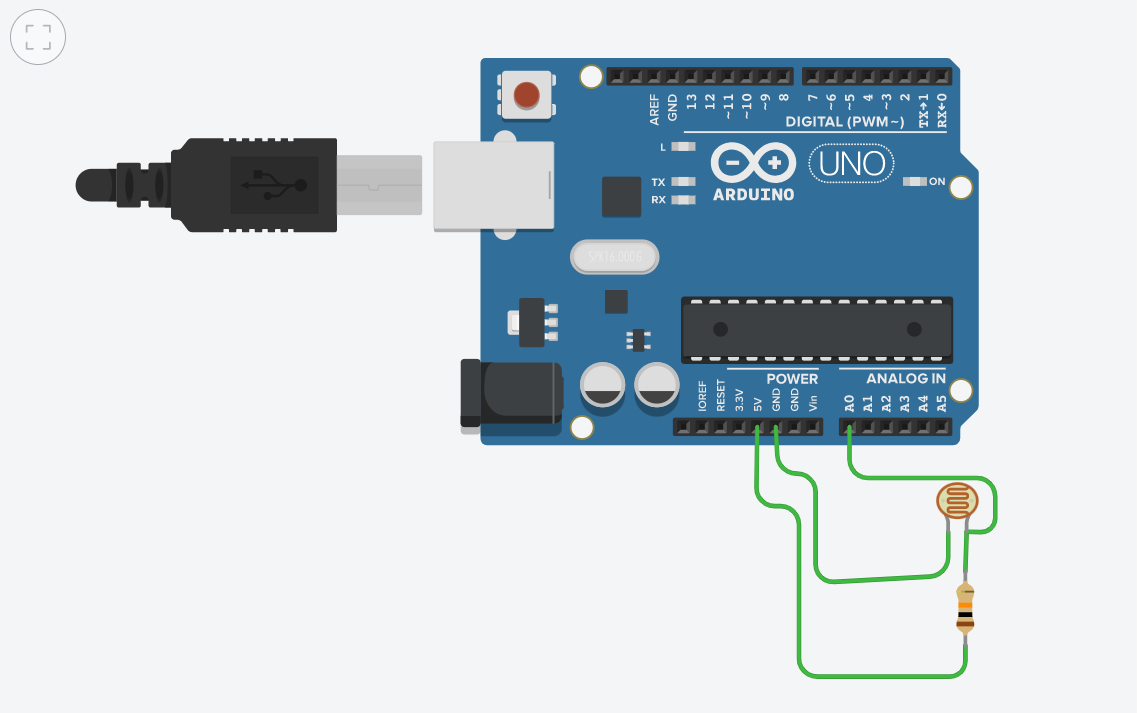 AREF
GND
13
12
~11
~10
~9
8
7
~6
~5
4
~3
2
TX→1
RX←0
DIGITAL (PWM~)
L
TX
RX
UNO
ON
ARDUINO
SPK16.000G
POWER
ANALOG IN
IOREF
RESET
3.3V
5V
GND
GND
Vin
A0
A1
A2
A3
A4
A5